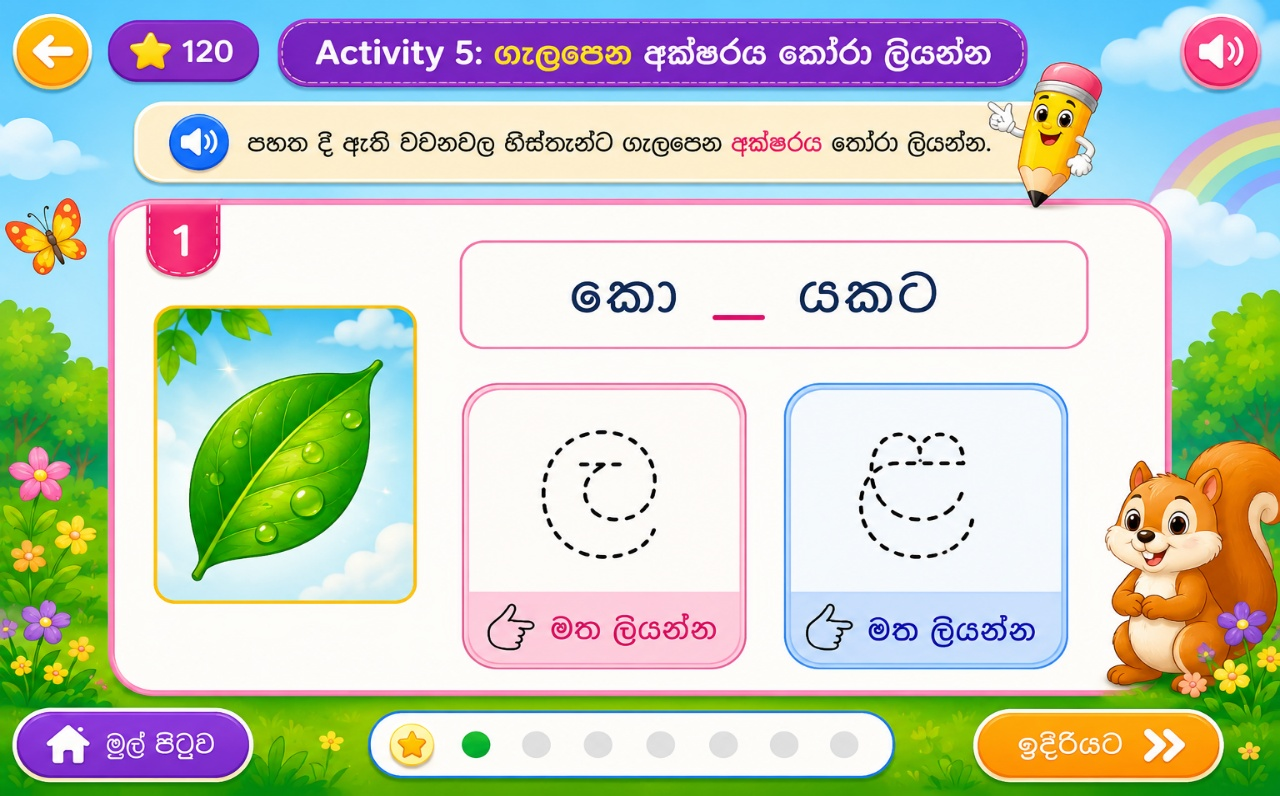 120
Activity 5: ගැලපෙන අක්ෂරය කෝරා ලියන්න
පහත දී ඇති වචනවල හිස්තැන්ට ගැලපෙන අක්ෂරය තෝරා ලියන්න.
1
කො __ යකට
මත ලියන්න
මත ලියන්න
මුල් පිටුව
ඉදිරියට